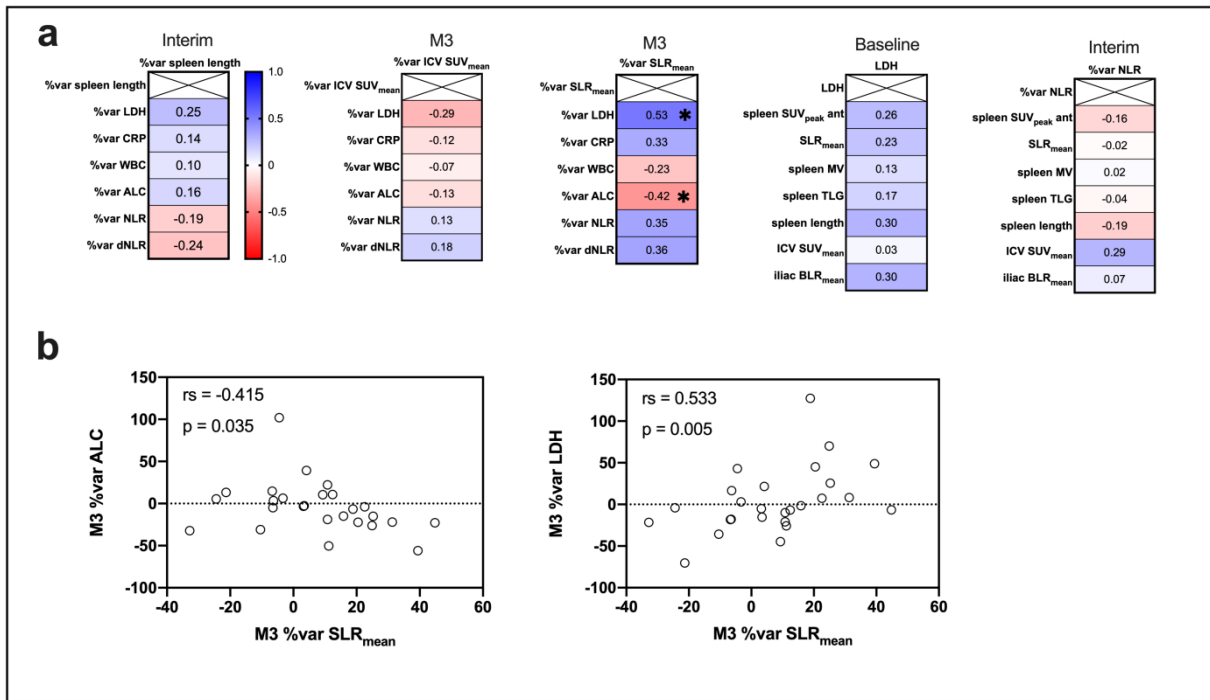 a
Interim
%var spleen length
%var spleen length
%var LDH 0.25
%var CRP 0.14
%var WBC 0.10
%var ALC 0.16
%var NLR -0.19
%var dNLR -0.24
1.0
0.5
0
-0.5
-1.0
M3
%var ICV SUVmean
%var ICV SUVmean
%var LDH -0.29
%var CRP -0.12
%var WBC -0.07
%var ALC -0.13
%var NLR 0.13
%var dNLR 0.18
M3
%var SLRmean
%var SLRmean
%var LDH 0.53 *
%var CRP 0.33
%var WBC -0.23
%var ALC -0.42 *
%var NLR 0.35
%var dNLR 0.36
Baseline
LDH
LDH
spleen SUVpeak ant 0.26
SLRmean 0.23
spleen MV 0.13
spleen TLG 0.17
spleen length 0.30
ICV SUVmean 0.03
iliac BLRmean 0.30
Interim
%var NLR
%var NLR
spleen SUVpeak ant -0.16
SLRmean -0.02
spleen MV 0.02
spleen TLG -0.04
spleen length -0.19
ICV SUVmean 0.29
iliac BLRmean 0.07
b
M3 %var ALC
150
100
50
0
-50
-100
rs = -0.415
p = 0.035
-40 -20 0 20 40 60
M3 %var SLRmean
M3 %var LDH
150
100
50
0
-50
-100
rs = 0.533
p = 0.005
-40 -20 0 20 40 60
M3 %var SLRmean